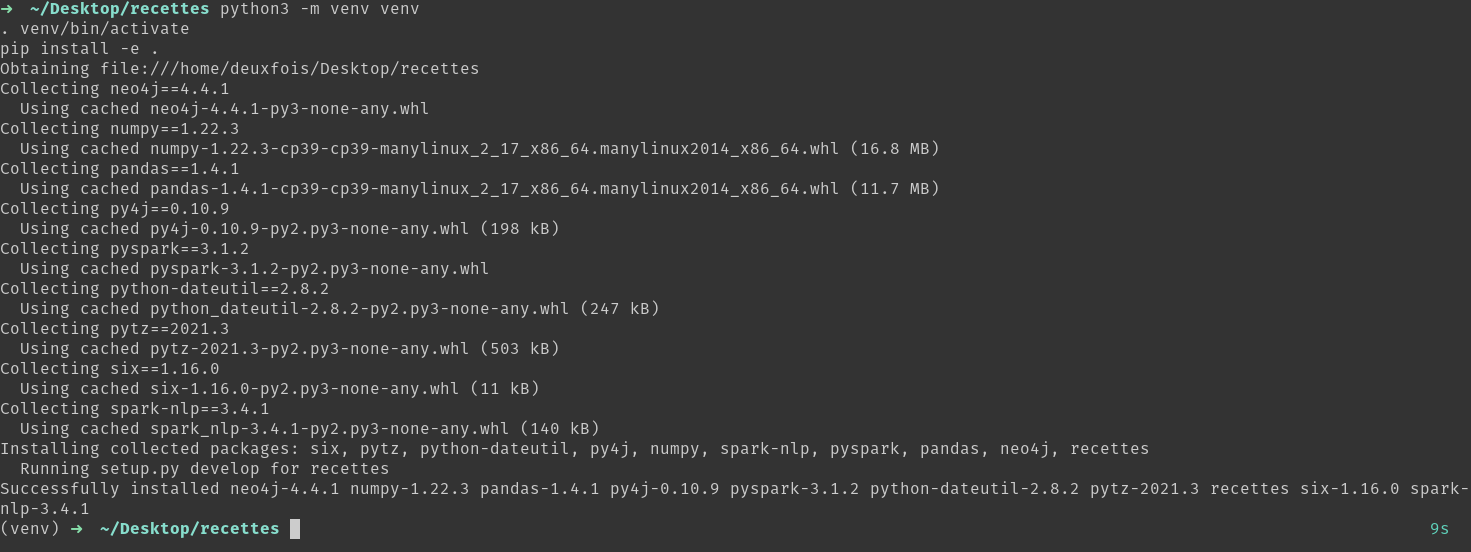 ➜ ~/Desktop/recettes python3 -m venv venv
. venv/bin/activate
pip install -e .
Obtaining file:///home/deuxfois/Desktop/recettes
Collecting neo4j==4.4.1
  Using cached neo4j-4.4.1-py3-none-any.whl
Collecting numpy==1.22.3
  Using cached numpy-1.22.3-cp39-cp39-manylinux_2_17_x86_64.manylinux2014_x86_64.whl (16.8 MB)
Collecting pandas==1.4.1
  Using cached pandas-1.4.1-cp39-cp39-manylinux_2_17_x86_64.manylinux2014_x86_64.whl (11.7 MB)
Collecting py4j==0.10.9
  Using cached py4j-0.10.9-py2.py3-none-any.whl (198 kB)
Collecting pyspark==3.1.2
  Using cached pyspark-3.1.2-py2.py3-none-any.whl
Collecting python-dateutil==2.8.2
  Using cached python_dateutil-2.8.2-py2.py3-none-any.whl (247 kB)
Collecting pytz==2021.3
  Using cached pytz-2021.3-py2.py3-none-any.whl (503 kB)
Collecting six==1.16.0
  Using cached six-1.16.0-py2.py3-none-any.whl (11 kB)
Collecting spark-nlp==3.4.1
  Using cached spark_nlp-3.4.1-py2.py3-none-any.whl (140 kB)
Installing collected packages: six, pytz, python-dateutil, py4j, numpy, spark-nlp, pyspark, pandas, neo4j, recettes
  Running setup.py develop for recettes
Successfully installed neo4j-4.4.1 numpy-1.22.3 pandas-1.4.1 py4j-0.10.9 pyspark-3.1.2 python-dateutil-2.8.2 pytz-2021.3 recettes six-1.16.0 spark-
nlp-3.4.1
(venv) ➜ ~/Desktop/recettes 9s